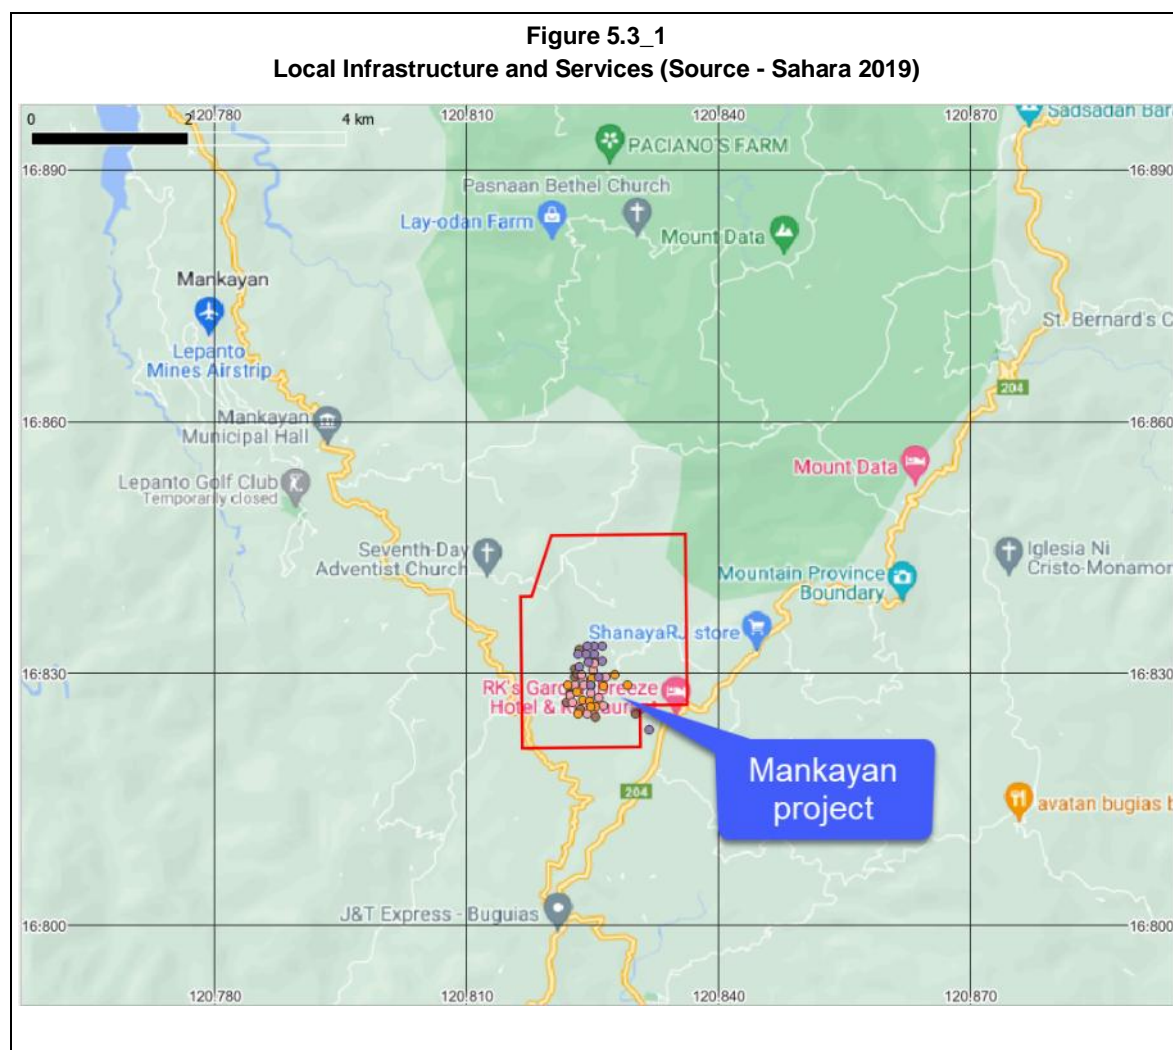 Figure 5.3_1
Local Infrastructure and Services (Source - Sahara 2019)
0 2 4 km
120.780 120.810 120.840 120.870
Sadsadan Bar
PACIANO'S FARM
16.890 16.890
Pasnaan Bethel Church
Lay-odan Farm
Mount Data
Mankayan
Lepanto
Mines Airstrip
St. Bernard's C
204
Mankayan
Municipal Hall
16.860 16.860
Mount Data
Lepanto Golf Club
Temporarily closed
Seventh-Day
Adventist Church
Iglesia Ni
Cristo-Monamor
Mountain Province
Boundary
ShanayaRJ store
16.830 16.830
RK's Garden Breeze
Hotel & Restaurant
Mankayan
project
204
avatan bugias b
J&T Express - Buguias
16.800 16.800
120.780 120.810 120.840 120.870